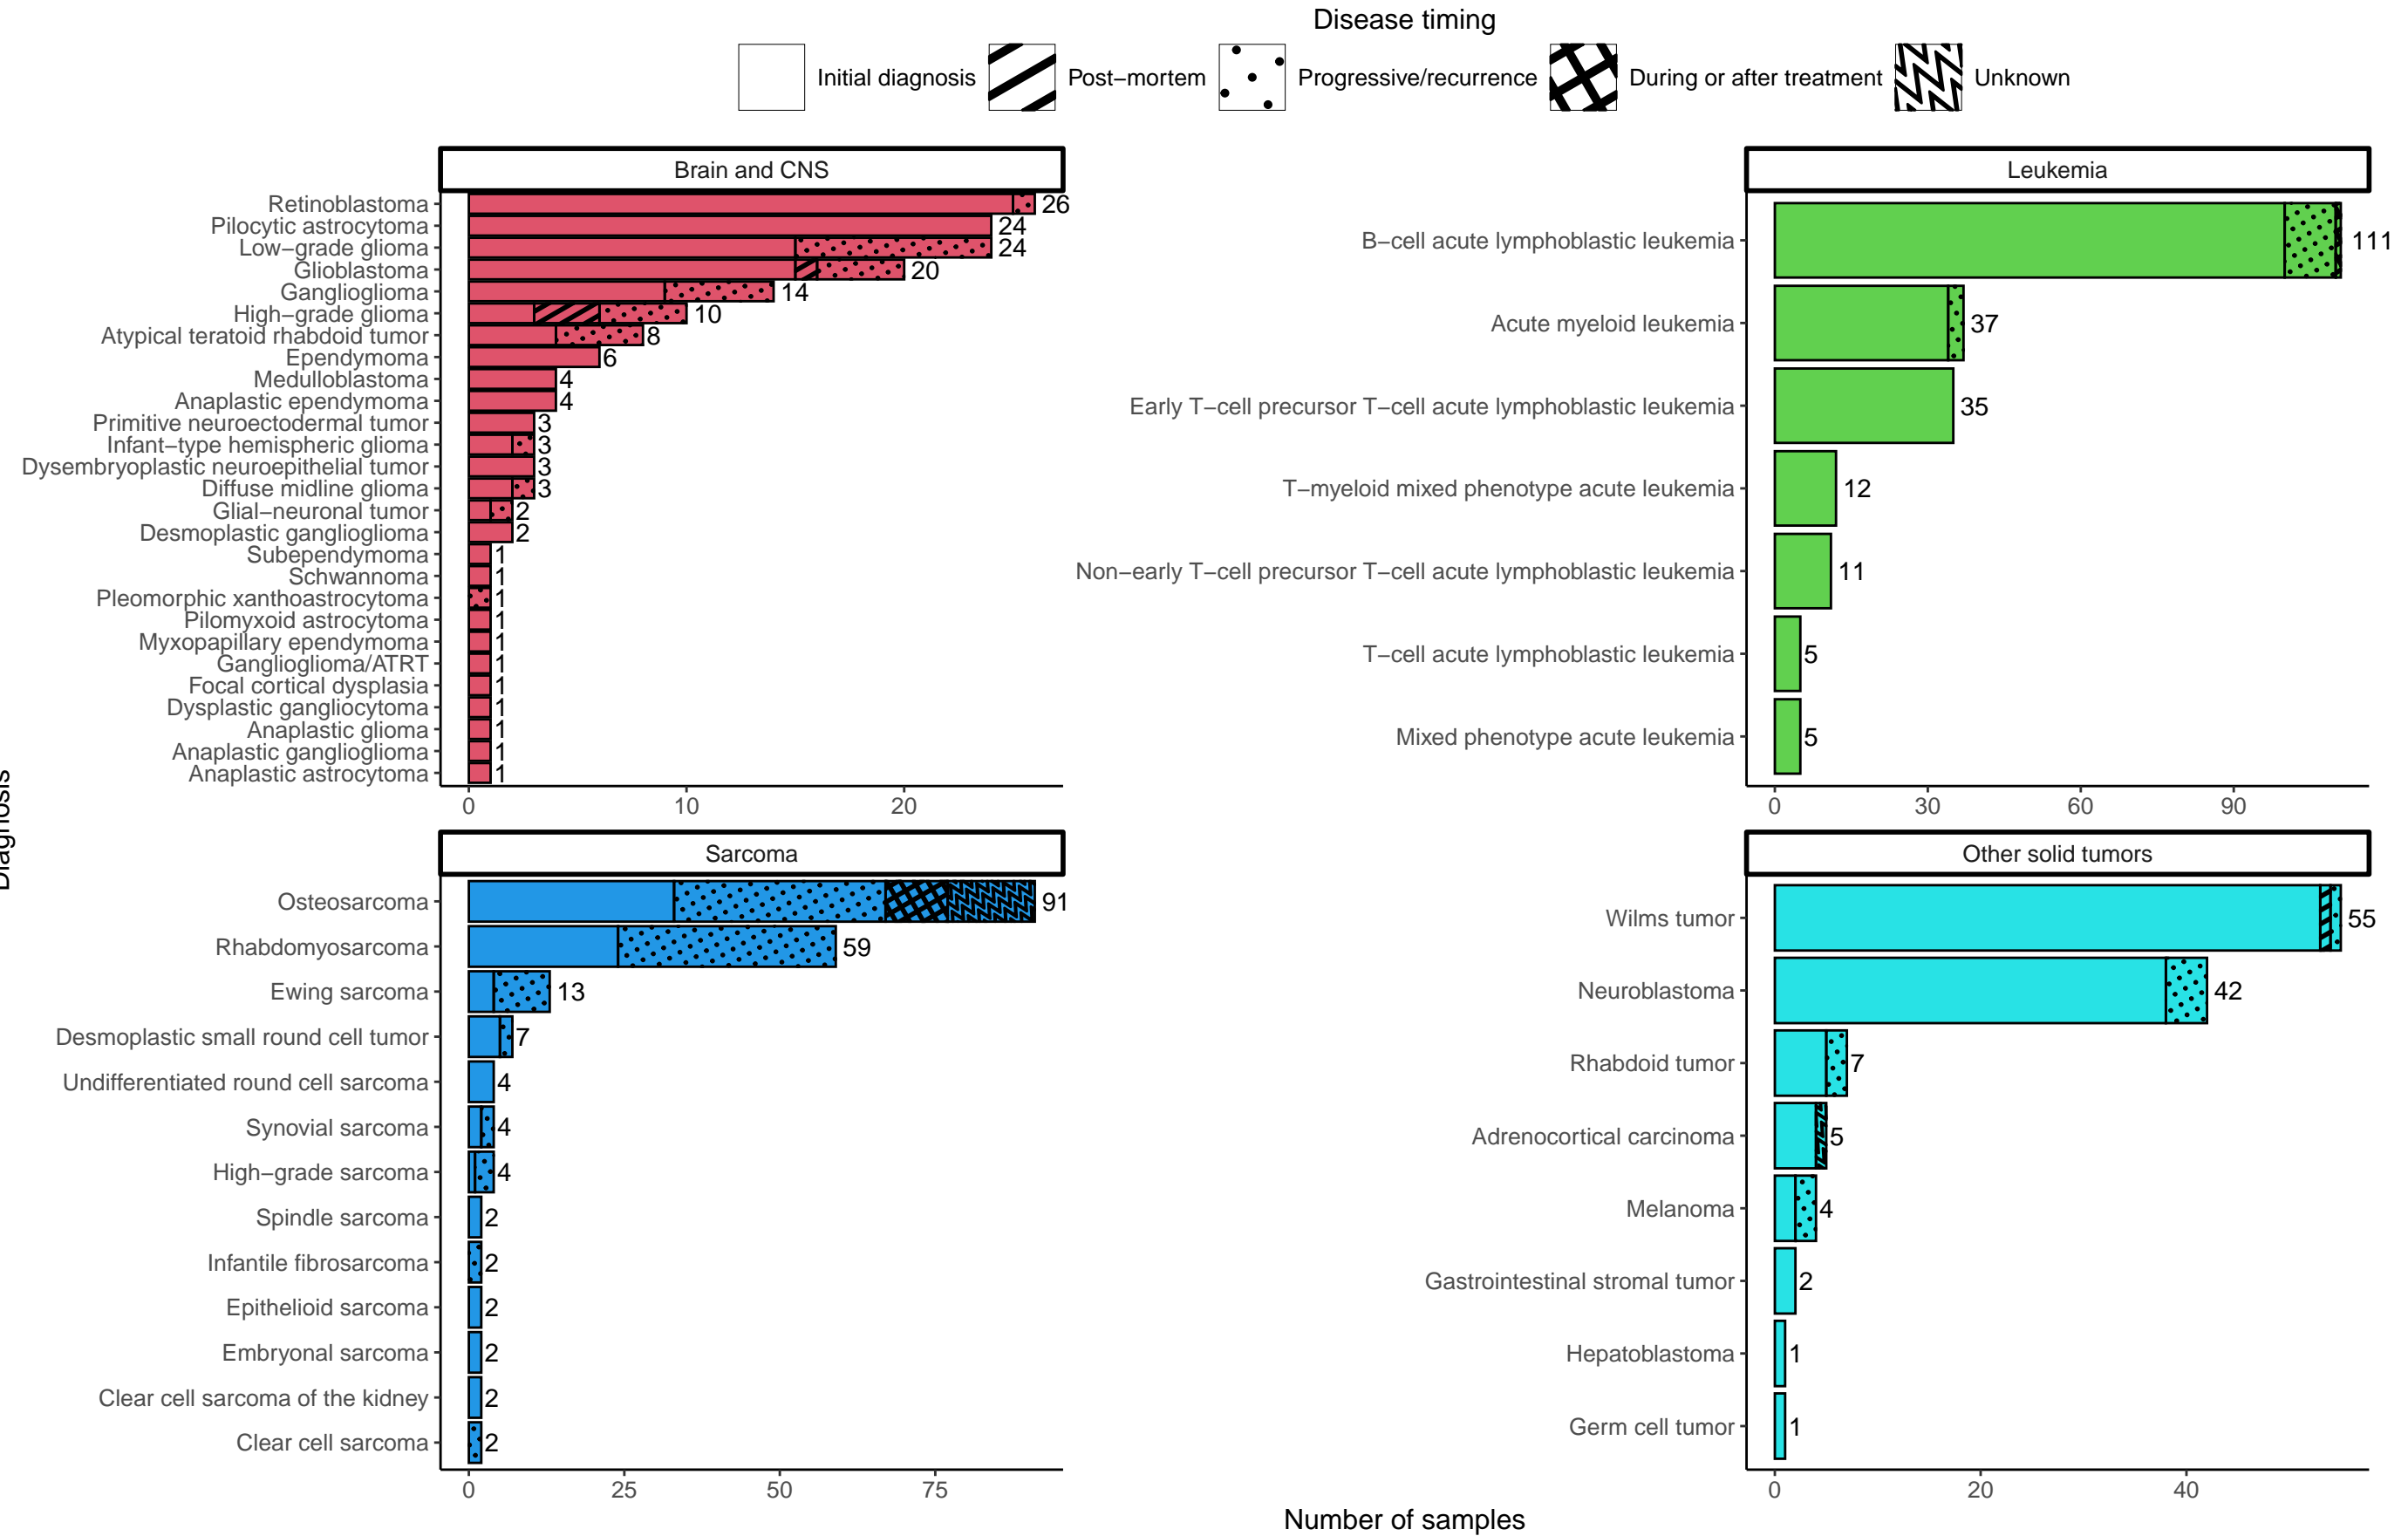 Disease timing
Initial diagnosis
Post−mortem
Progressive/recurrence
During or after treatment
Unknown
Diagnosis
Brain and CNS
Retinoblastoma 26
Pilocytic astrocytoma 24
Low−grade glioma 24
Glioblastoma 20
Ganglioglioma 14
High−grade glioma 10
Atypical teratoid rhabdoid tumor 8
Ependymoma 6
Medulloblastoma 4
Anaplastic ependymoma 4
Primitive neuroectodermal tumor 3
Infant−type hemispheric glioma 3
Dysembryoplastic neuroepithelial tumor 3
Diffuse midline glioma 3
Glial−neuronal tumor 2
Desmoplastic ganglioglioma 2
Subependymoma 1
Schwannoma 1
Pleomorphic xanthoastrocytoma 1
Pilomyxoid astrocytoma 1
Myxopapillary ependymoma 1
Ganglioglioma/ATRT 1
Focal cortical dysplasia 1
Dysplastic gangliocytoma 1
Anaplastic glioma 1
Anaplastic ganglioglioma 1
Anaplastic astrocytoma 1
0 10 20
Leukemia
B−cell acute lymphoblastic leukemia 111
Acute myeloid leukemia 37
Early T−cell precursor T−cell acute lymphoblastic leukemia 35
T−myeloid mixed phenotype acute leukemia 12
Non−early T−cell precursor T−cell acute lymphoblastic leukemia 11
T−cell acute lymphoblastic leukemia 5
Mixed phenotype acute leukemia 5
0 30 60 90
Sarcoma
Osteosarcoma 91
Rhabdomyosarcoma 59
Ewing sarcoma 13
Desmoplastic small round cell tumor 7
Undifferentiated round cell sarcoma 4
Synovial sarcoma 4
High−grade sarcoma 4
Spindle sarcoma 2
Infantile fibrosarcoma 2
Epithelioid sarcoma 2
Embryonal sarcoma 2
Clear cell sarcoma of the kidney 2
Clear cell sarcoma 2
0 25 50 75
Other solid tumors
Wilms tumor 55
Neuroblastoma 42
Rhabdoid tumor 7
Adrenocortical carcinoma 5
Melanoma 4
Gastrointestinal stromal tumor 2
Hepatoblastoma 1
Germ cell tumor 1
0 20 40
Number of samples